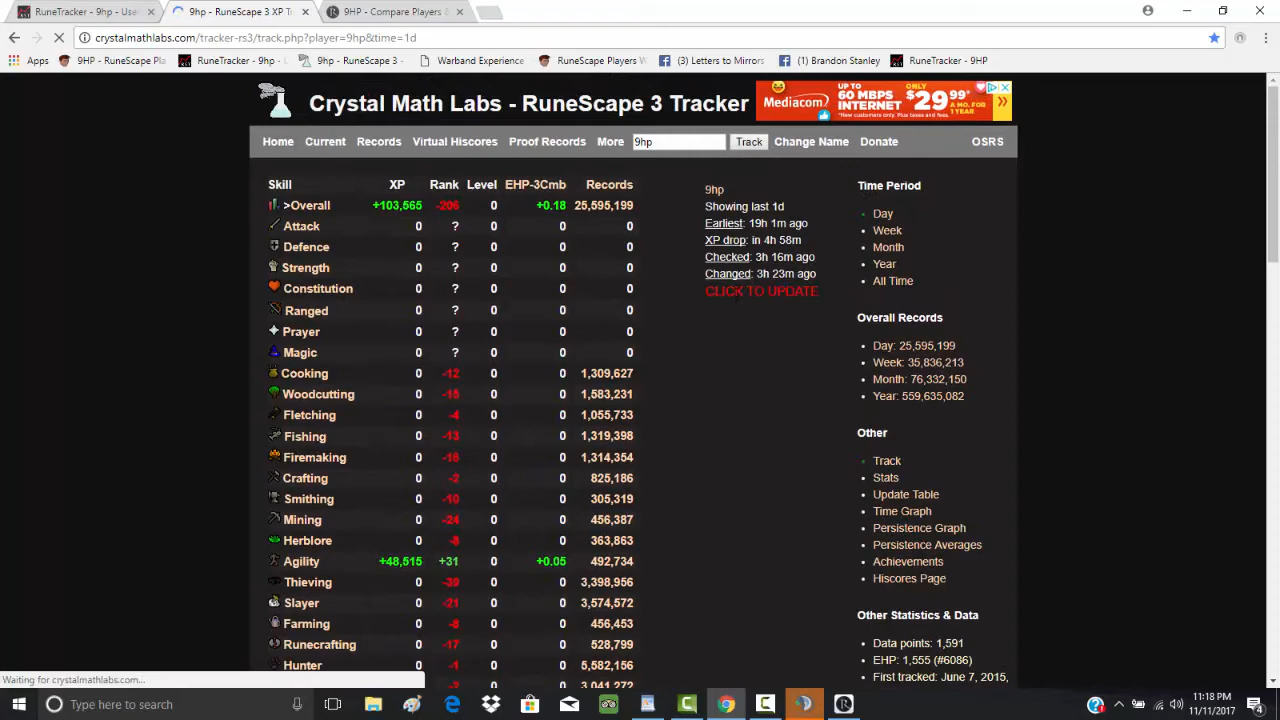 RuneTracker - 9hp - Use
9hp - RuneScape 3 XP Tr
9HP - Compare Players &
crystalmathlabs.com/tracker-rs3/track.php?player=9hp&time=1d
Apps
9HP - RuneScape Pla
RuneTracker - 9hp -
9hp - RuneScape 3 -
Warband Experience
RuneScape Players W
(3) Letters to Mirrors
(1) Brandon Stanley
RuneTracker - 9HP
Crystal Math Labs - RuneScape 3 Tracker
Mediacom
UP TO
60 MBPS
INTERNET
ONLY
$29.99*
A MO. FOR
1 YEAR
Home Current Records Virtual Hiscores Proof Records More 9hp Track Change Name Donate OSRS
Skill XP Rank Level EHP-3Cmb Records
>Overall +103,565 -206 0 +0.18 25,595,199
Attack 0 ? 0 0 0
Defence 0 ? 0 0 0
Strength 0 ? 0 0 0
Constitution 0 ? 0 0 0
Ranged 0 ? 0 0 0
Prayer 0 ? 0 0 0
Magic 0 ? 0 0 0
Cooking 0 -12 0 0 1,309,627
Woodcutting 0 -15 0 0 1,583,231
Fletching 0 -4 0 0 1,055,733
Fishing 0 -13 0 0 1,319,398
Firemaking 0 -16 0 0 1,314,354
Crafting 0 -2 0 0 825,186
Smithing 0 -10 0 0 305,319
Mining 0 -24 0 0 456,387
Herblore 0 -8 0 0 363,863
Agility +48,515 +31 0 +0.05 492,734
Thieving 0 -39 0 0 3,398,956
Slayer 0 -21 0 0 3,574,572
Farming 0 -8 0 0 456,453
Runecrafting 0 -17 0 0 528,799
Hunter 0 -1 0 0 5,582,156
9hp
Showing last 1d
Earliest: 19h 1m ago
XP drop: in 4h 58m
Checked: 3h 16m ago
Changed: 3h 23m ago
CLICK TO UPDATE
Time Period
Day
Week
Month
Year
All Time
Overall Records
Day: 25,595,199
Week: 35,836,213
Month: 76,332,150
Year: 559,635,082
Other
Track
Stats
Update Table
Time Graph
Persistence Graph
Persistence Averages
Achievements
Hiscores Page
Other Statistics & Data
Data points: 1,591
EHP: 1,555 (#6086)
First tracked: June 7, 2015,
Waiting for crystalmathlabs.com...
Type here to search
11:18 PM
11/11/2017